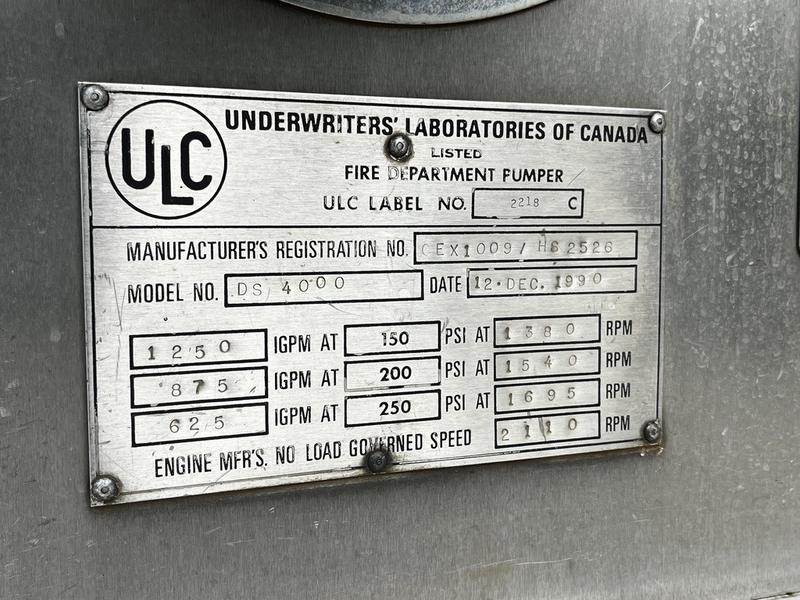 ULC
UNDERWRITERS' LABORATORIES OF CANADA
LISTED
FIRE DEPARTMENT PUMPER
ULC LABEL NO. 2218 C
MANUFACTURER'S REGISTRATION NO. CEX1009/HS2526
MODEL NO. DS 4000 DATE 12·DEC.1990
1250 IGPM AT 150 PSI AT 1380 RPM
875 IGPM AT 200 PSI AT 1540 RPM
625 IGPM AT 250 PSI AT 1695 RPM
ENGINE MFR'S. NO LOAD GOVERNED SPEED 2110 RPM